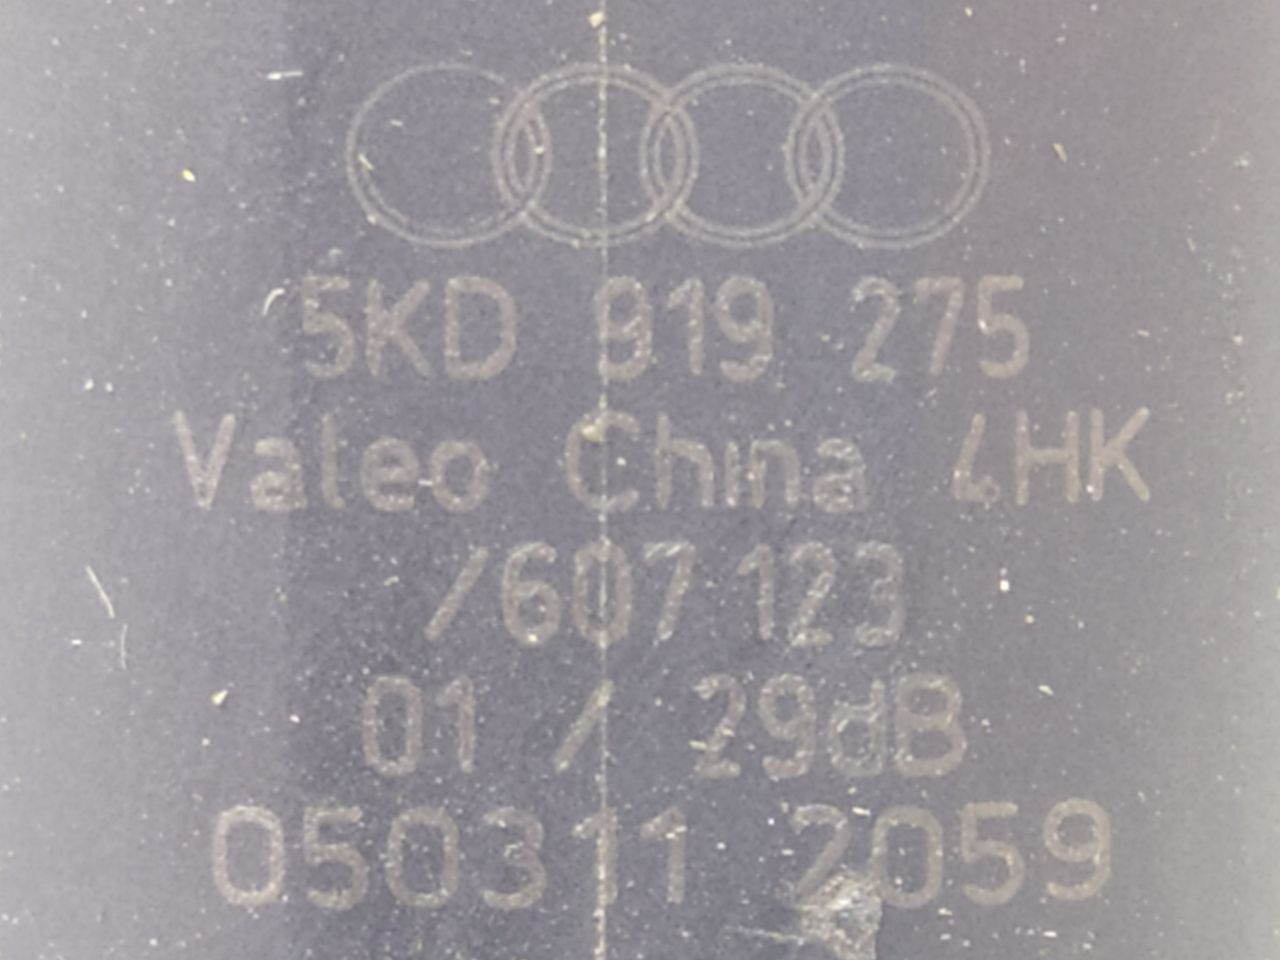 5KD 919 275
Valeo China 4HK
/607 123
01 / 29dB
050311 2059